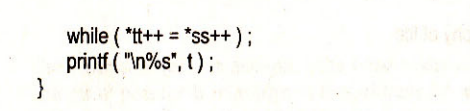 while ( *tt++ = *ss++ ) ;
printf ( "\n%s", t ) ;
}